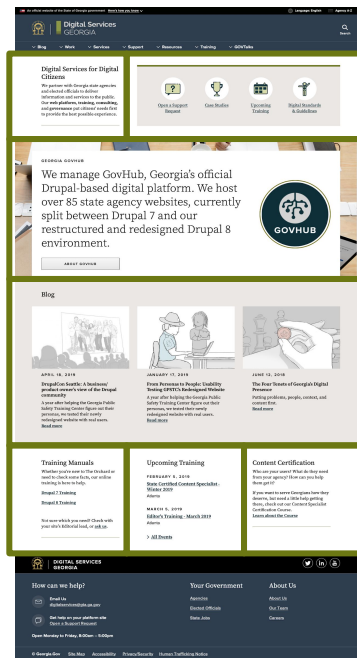 An official website of the State of Georgia government. Here's how you know
Language: English
Agency A-Z
Digital Services
GEORGIA
Search
Blog
Work
Services
Support
Resources
Training
GOVTalks
Digital Services for Digital
Citizens
We partner with Georgia state agencies
and elected officials to deliver
information and services to the public.
Our web platform, training, consulting,
and governance put citizens' needs first
to provide the best possible experience.
Open a Support
Request
Case Studies
Upcoming
Training
Digital Standards
& Guidelines
GEORGIA GOVHUB
We manage GovHub, Georgia's official
Drupal-based digital platform. We host
over 85 state agency websites, currently
split between Drupal 7 and our
restructured and redesigned Drupal 8
environment.
ABOUT GOVHUB
GOVHUB
Blog
APRIL 18, 2019
DrupalCon Seattle: A business/
product owner's view of the Drupal
community
A year after helping the Georgia Public
Safety Training Center figure out their
personas, we tested their newly
redesigned website with real users.
Read more
JANUARY 17, 2019
From Personas to People: Usability
Testing GPSTC's Redesigned Website
A year after helping the Georgia Public
Safety Training Center figure out their
personas, we tested their newly
redesigned website with real users.
Read more
JUNE 13, 2018
The Four Tenets of Georgia's Digital
Presence
Putting problems, people, context, and
content first.
Read more
Training Manuals
Whether you're new to The Orchard or
need to check some facts, our online
training is here to help.
Drupal 7 Training
Drupal 8 Training
Not sure which you need? Check with
your site's Editorial lead, or ask us.
Upcoming Training
FEBRUARY 5, 2019
State Certified Content Specialist -
Winter 2019
Atlanta
MARCH 5, 2019
Editor's Training - March 2019
Atlanta
> All Events
Content Certification
Who are your users? What do they need
from your agency? How can you help
them get it?
If you want to serve Georgians how they
deserve, but need a little help getting
there, check out our Content Specialist
Certification Course.
Learn about the Course
DIGITAL SERVICES
GEORGIA
How can we help?
Email Us
digitalservices@gta.ga.gov
Get help on your platform site
Open a Support Request
Open Monday to Friday, 8:00am – 5:00pm
Your Government
Agencies
Elected Officials
State Jobs
About Us
About Us
Our Team
Careers
© Georgia.Gov
Site Map
Accessibility
Privacy/Security
Human Trafficking Notice